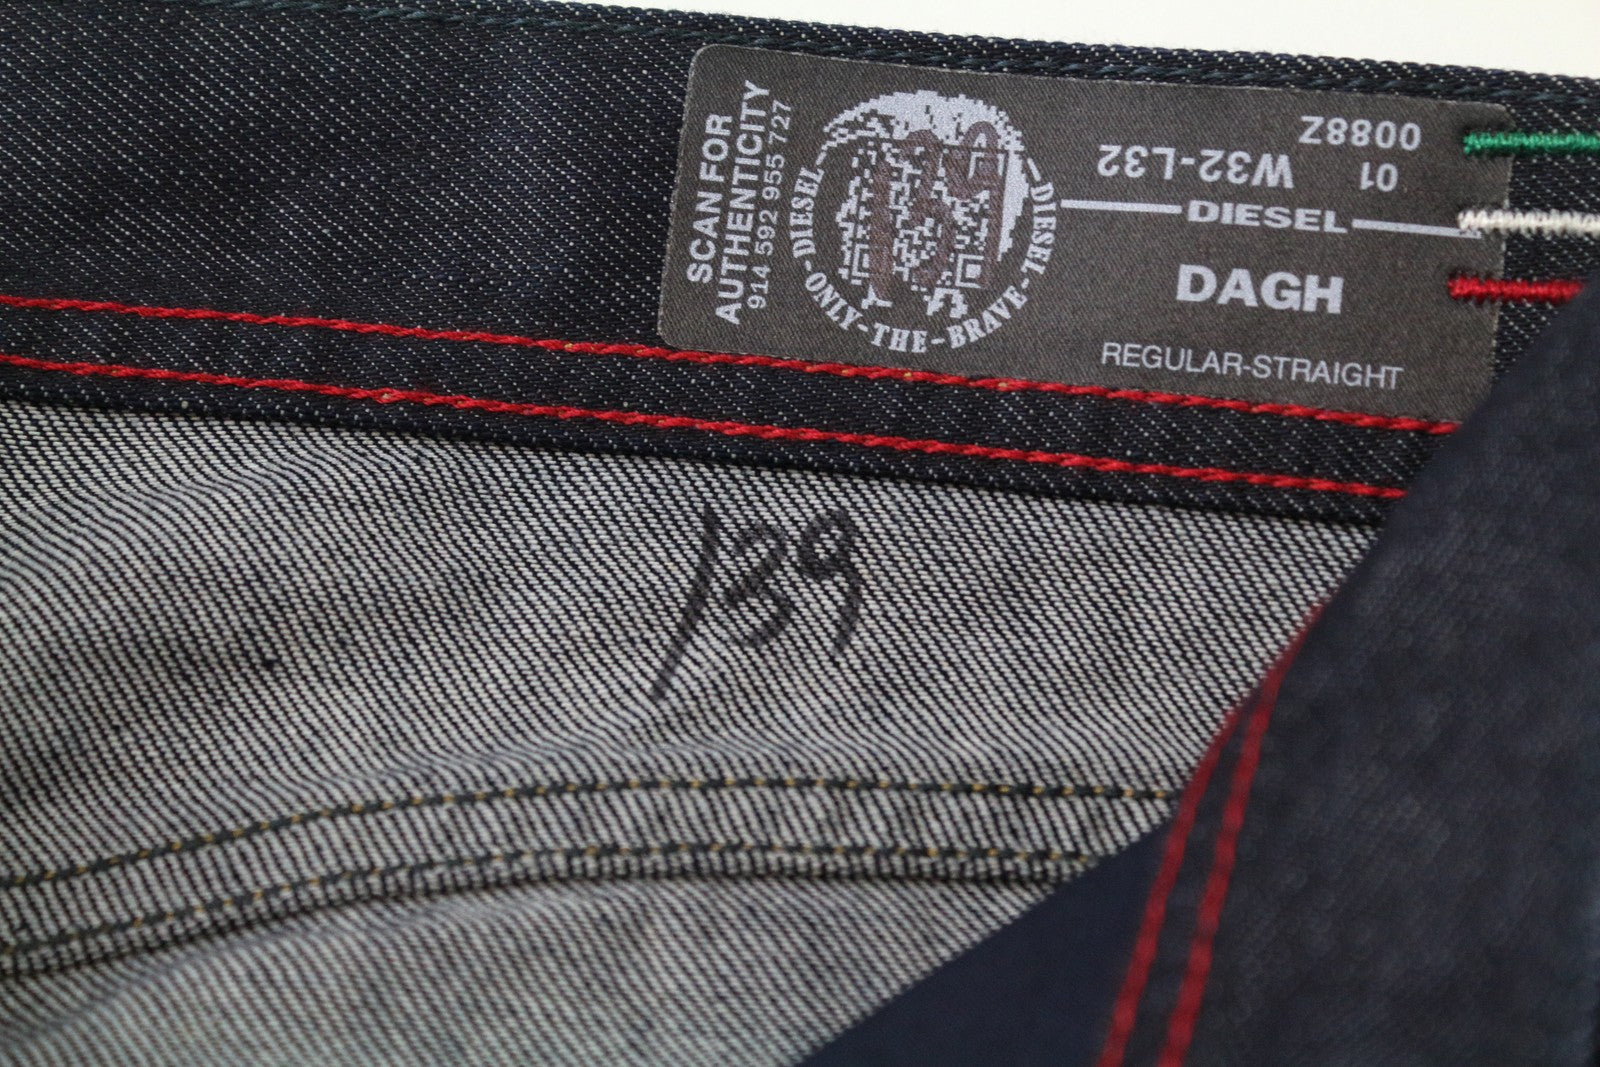 SCAN FOR
AUTHENTICITY
914 592 955 727
DIESEL-ONLY-THE-BRAVE-DIESEL
0088Z
01 W32-L32
DIESEL
DAGH
REGULAR-STRAIGHT
139